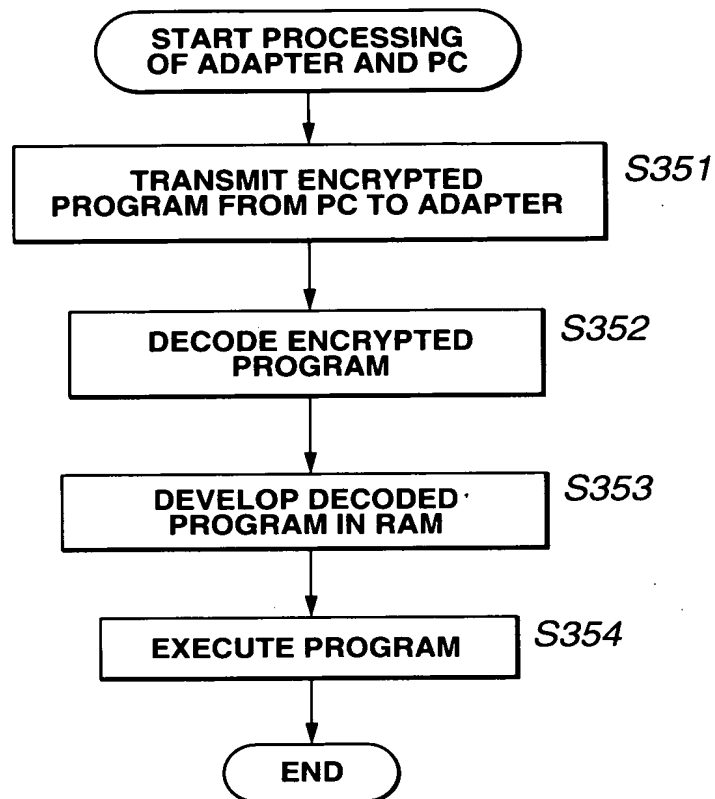 START PROCESSING
OF ADAPTER AND PC
TRANSMIT ENCRYPTED
PROGRAM FROM PC TO ADAPTER
S351
DECODE ENCRYPTED
PROGRAM
S352
DEVELOP DECODED
PROGRAM IN RAM
S353
EXECUTE PROGRAM
S354
END